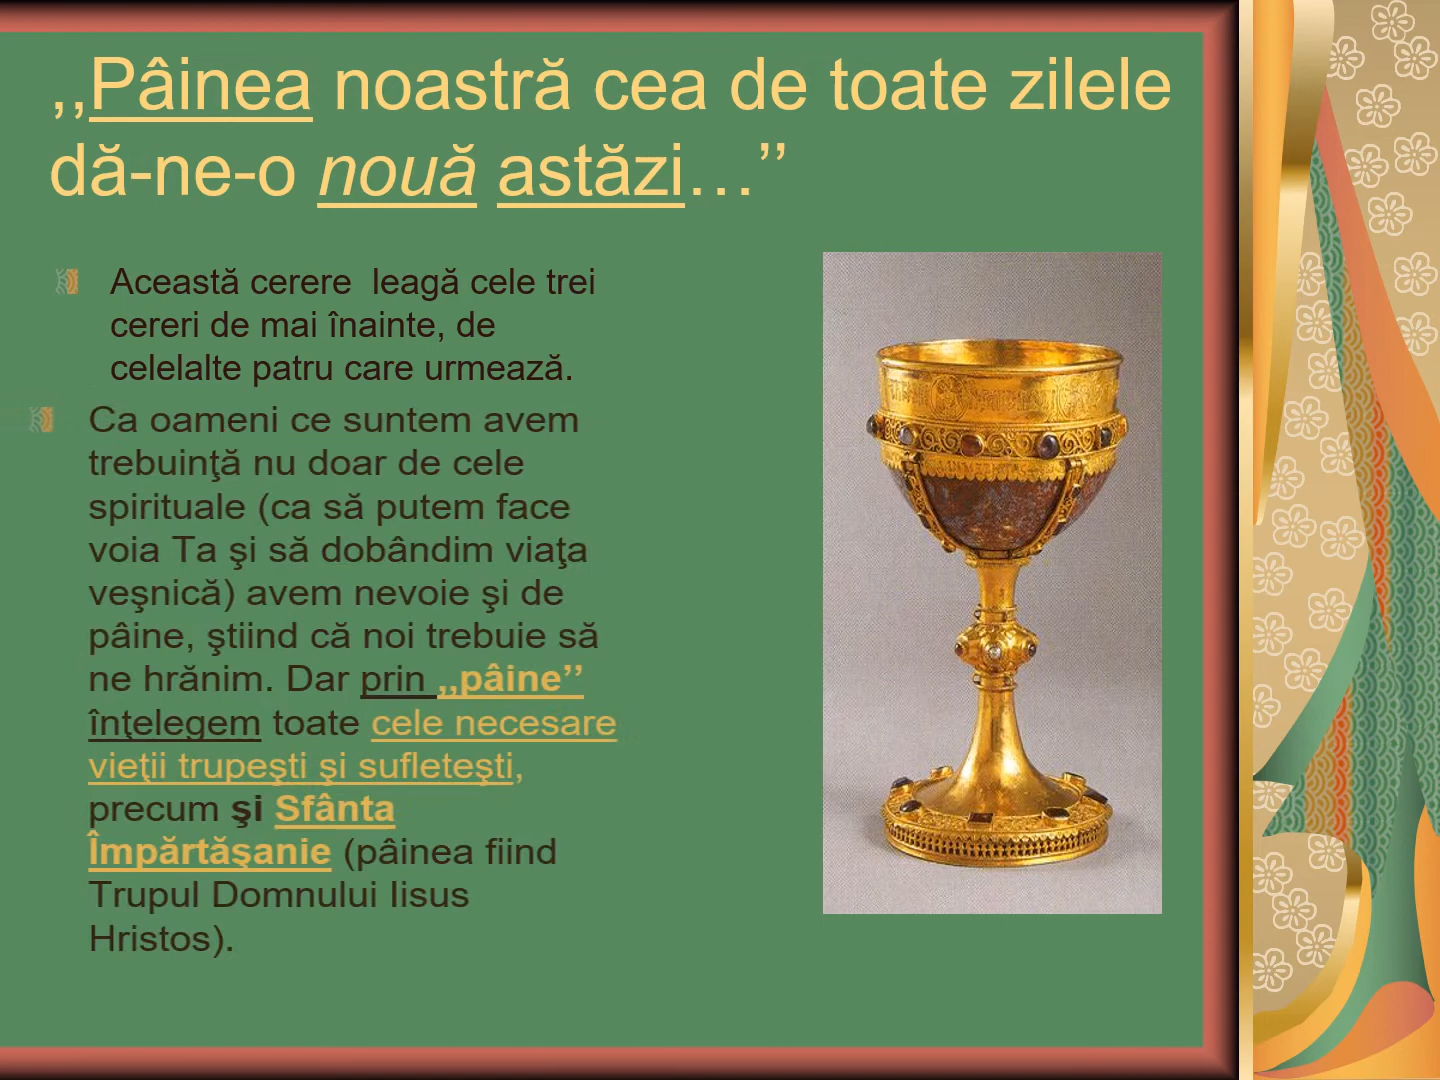 ,,Pâinea noastră cea de toate zilele
dă-ne-o nouă astăzi…’’
Această cerere  leagă cele trei
cereri de mai înainte, de
celelalte patru care urmează.
Ca oameni ce suntem avem
trebuinţă nu doar de cele
spirituale (ca să putem face
voia Ta şi să dobândim viaţa
veşnică) avem nevoie şi de
pâine, ştiind că noi trebuie să
ne hrănim. Dar prin ,,pâine’’
înţelegem toate cele necesare
vieţii trupeşti şi sufleteşti,
precum şi Sfânta
Împărtăşanie (pâinea fiind
Trupul Domnului Iisus
Hristos).